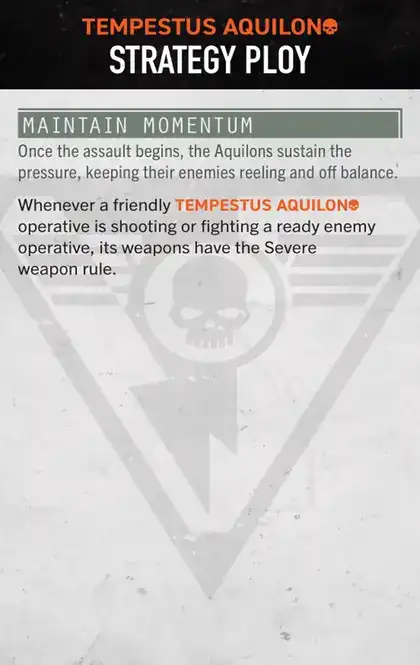 TEMPESTUS AQUILON
STRATEGY PLOY
MAINTAIN MOMENTUM
Once the assault begins, the Aquilons sustain the
pressure, keeping their enemies reeling and off balance.
Whenever a friendly TEMPESTUS AQUILON
operative is shooting or fighting a ready enemy
operative, its weapons have the Severe
weapon rule.